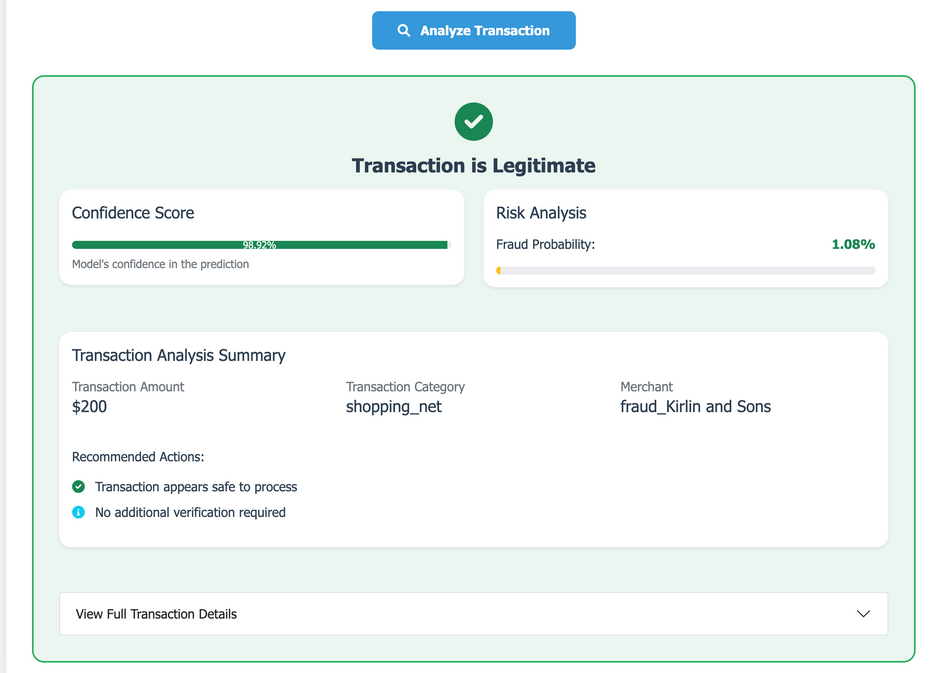 Analyze Transaction
Transaction is Legitimate
Confidence Score
98.92%
Model's confidence in the prediction
Risk Analysis
Fraud Probability:
1.08%
Transaction Analysis Summary
Transaction Amount
$200
Transaction Category
shopping_net
Merchant
fraud_Kirlin and Sons
Recommended Actions:
Transaction appears safe to process
No additional verification required
View Full Transaction Details